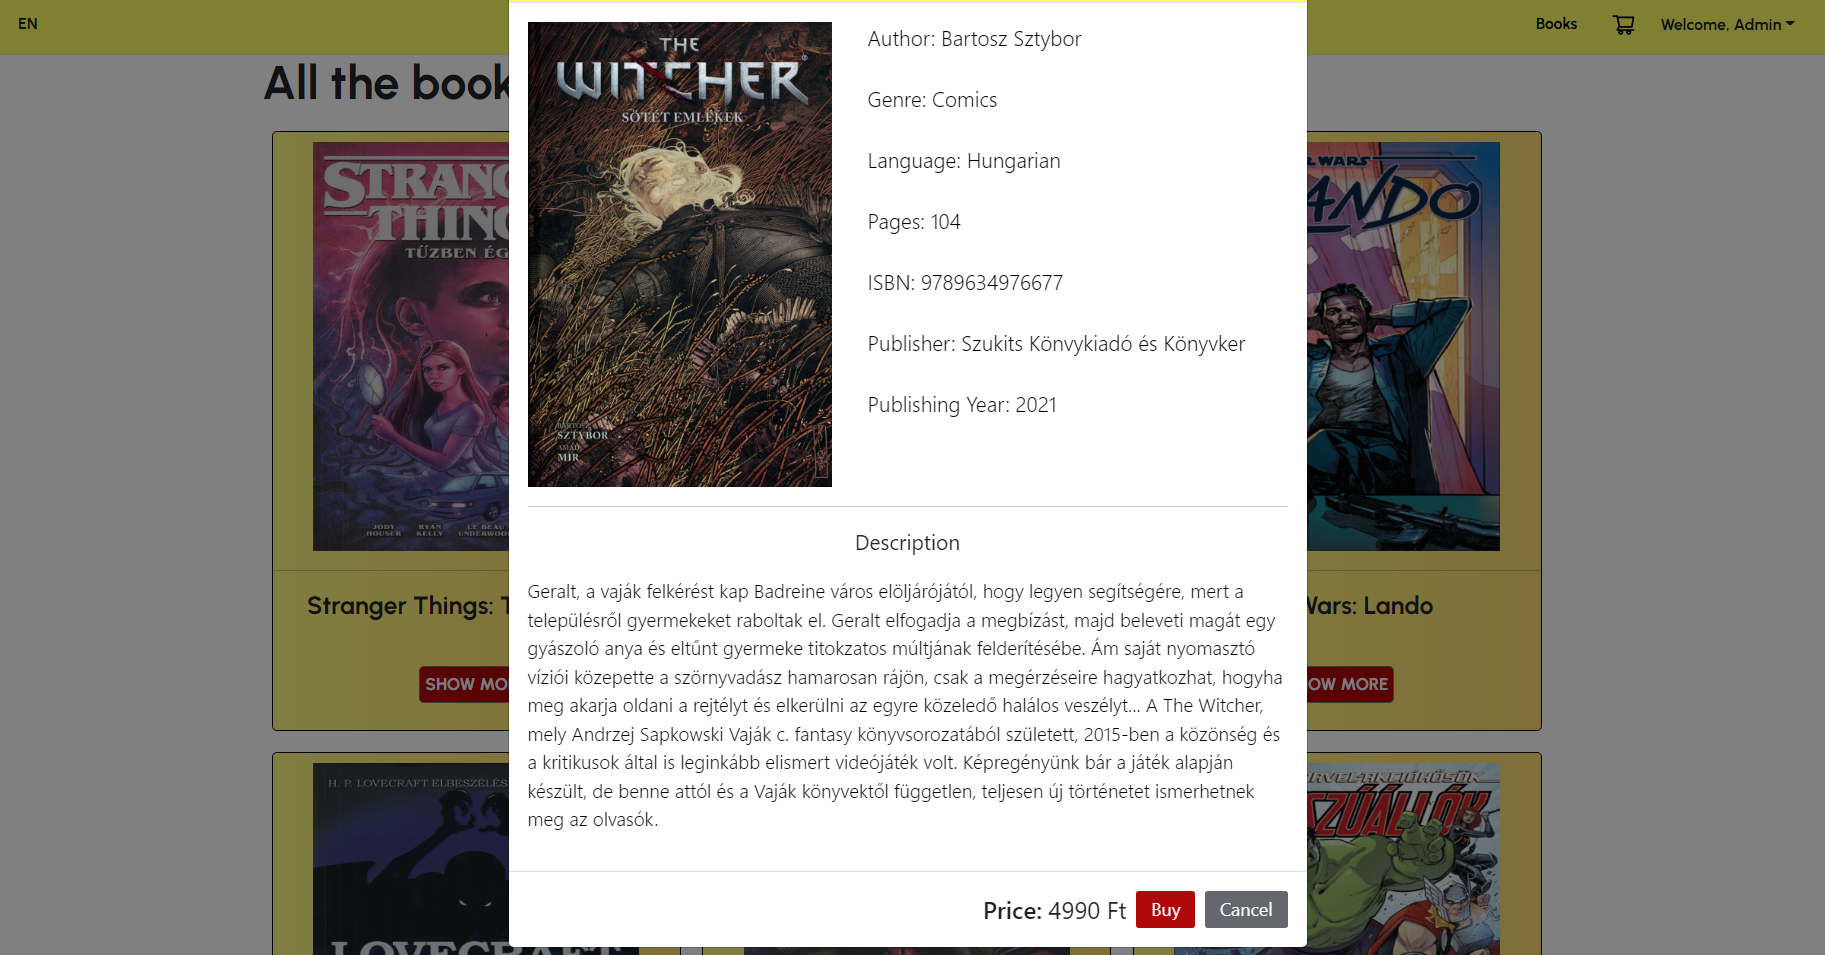 EN
Books
Welcome, Admin
All the book
THE
WITCHER
SÖTÉT EMLÉKEK
BARTOSZ
SZTYBOR
AMAD
MIR
Author: Bartosz Sztybor
Genre: Comics
Language: Hungarian
Pages: 104
ISBN: 9789634976677
Publisher: Szukits Könvykiadó és Könyvker
Publishing Year: 2021
Description
Geralt, a vaják felkérést kap Badreine város elöljárójától, hogy legyen segítségére, mert a
településről gyermekeket raboltak el. Geralt elfogadja a megbízást, majd beleveti magát egy
gyászoló anya és eltűnt gyermeke titokzatos múltjának felderítésébe. Ám saját nyomasztó
víziói közepette a szörnyvadász hamarosan rájön, csak a megérzéseire hagyatkozhat, hogyha
meg akarja oldani a rejtélyt és elkerülni az egyre közeledő halálos veszélyt... A The Witcher,
mely Andrzej Sapkowski Vaják c. fantasy könyvsorozatából született, 2015-ben a közönség és
a kritikusok által is leginkább elismert videójáték volt. Képregényünk bár a játék alapján
készült, de benne attól és a Vaják könyvektől független, teljesen új történetet ismerhetnek
meg az olvasók.
Price: 4990 Ft
Buy
Cancel
STRANG
THING
TŰZBEN ÉG
JODY
HOUSER
RYAN
KELLY
LE BEAU
UNDERWOO
Stranger Things: T
SHOW MO
WARS
ANDO
Wars: Lando
OW MORE
H. P. LOVECRAFT ELBESZÉLÉS
LOVECRAFT
ARVEL-AKCIÓHŐSÖK
SZÚÁLLÓK